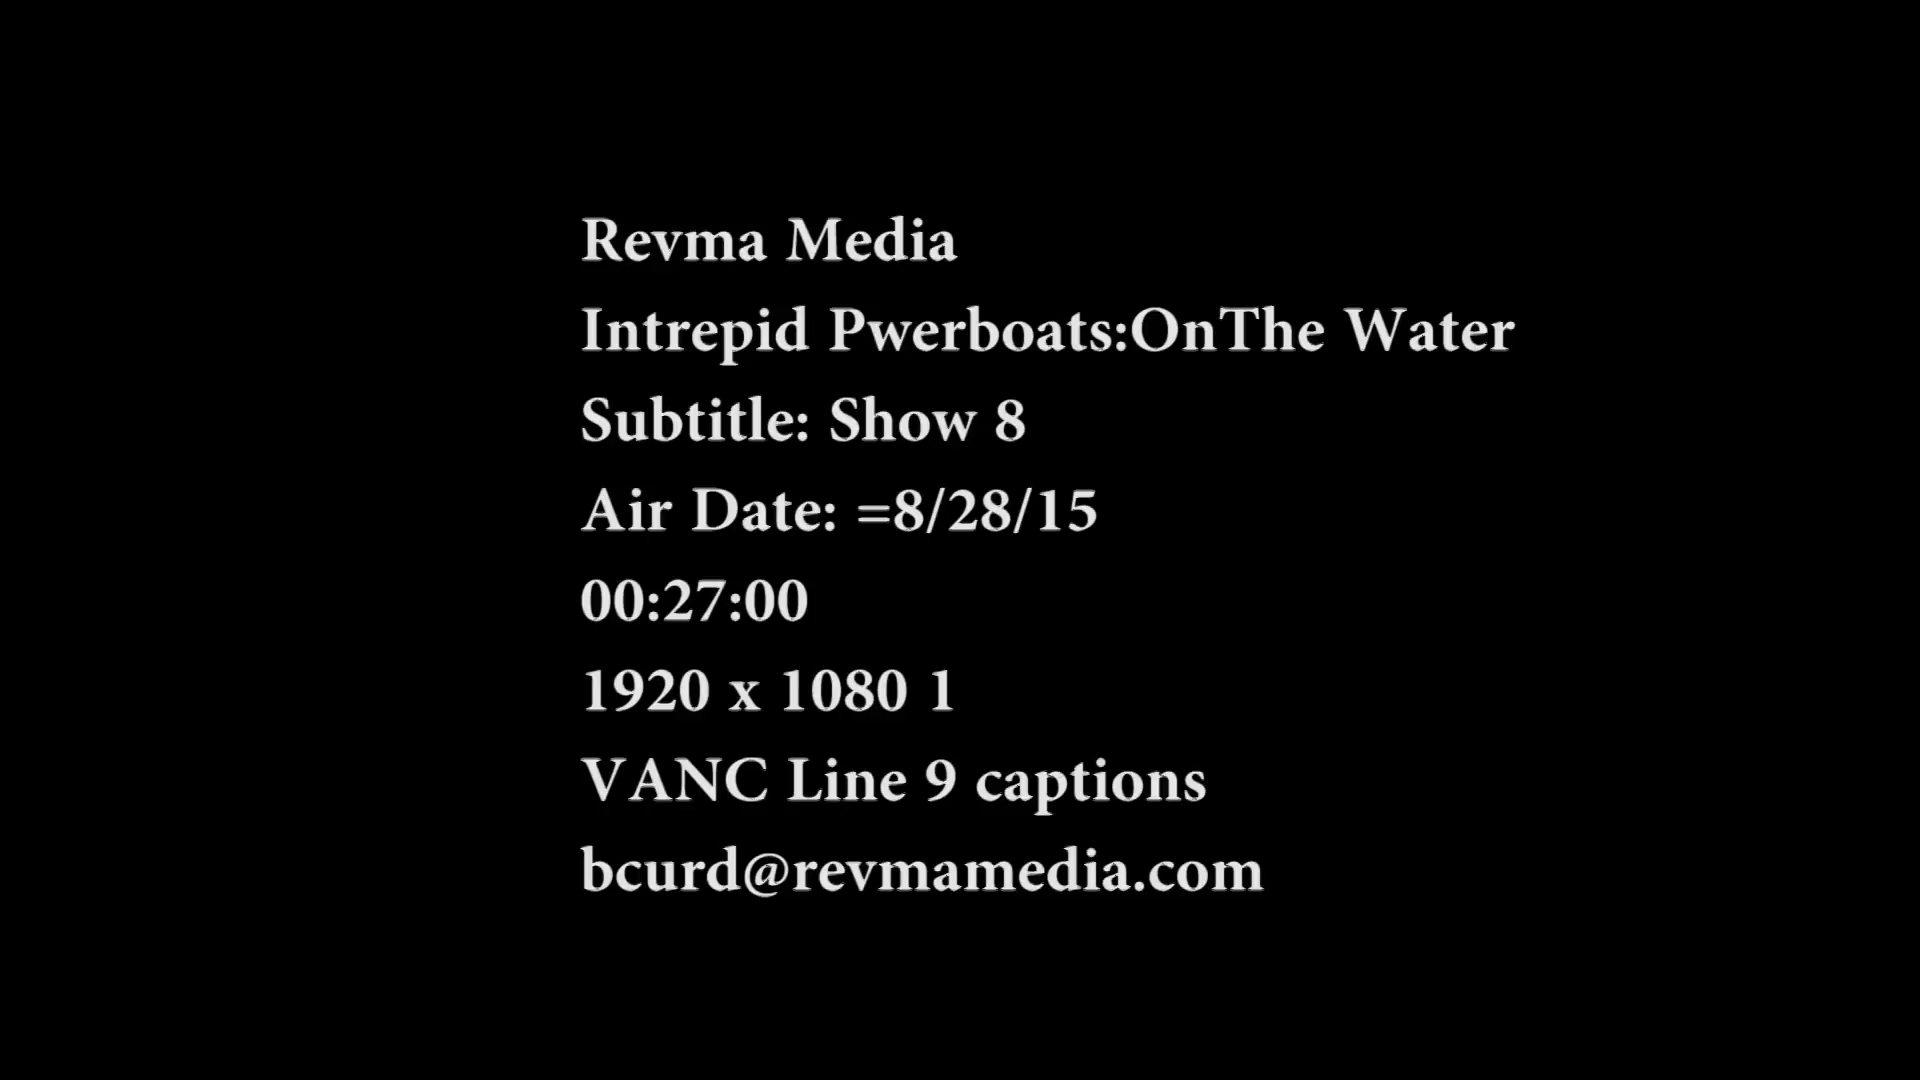 Revma Media
Intrepid Pwerboats:OnThe Water
Subtitle: Show 8
Air Date: =8/28/15
00:27:00
1920 x 1080 1
VANC Line 9 captions
bcurd@revmamedia.com